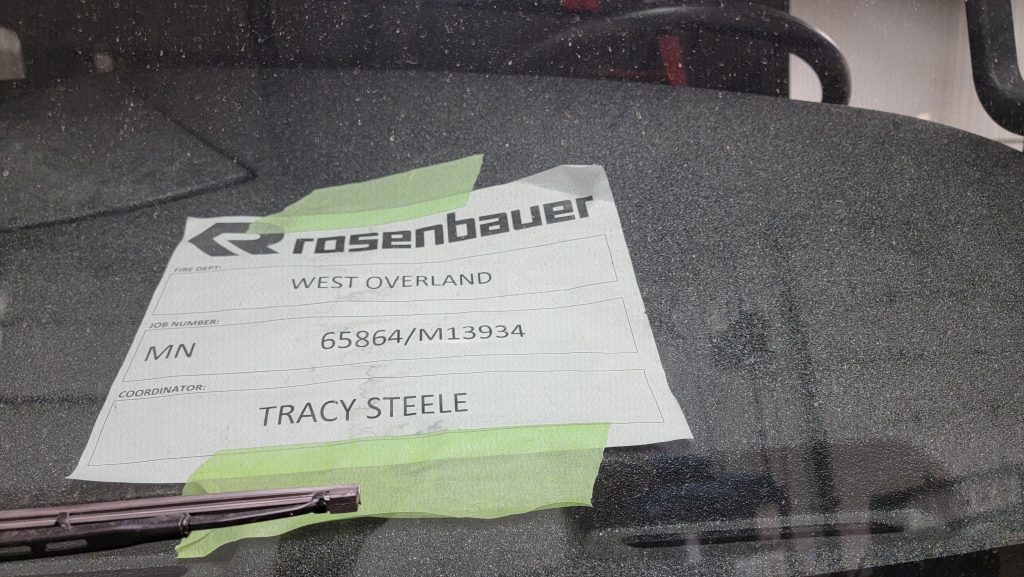 rosenbauer
FIRE DEPT:
WEST OVERLAND
JOB NUMBER:
MN 65864/M13934
COORDINATOR:
TRACY STEELE